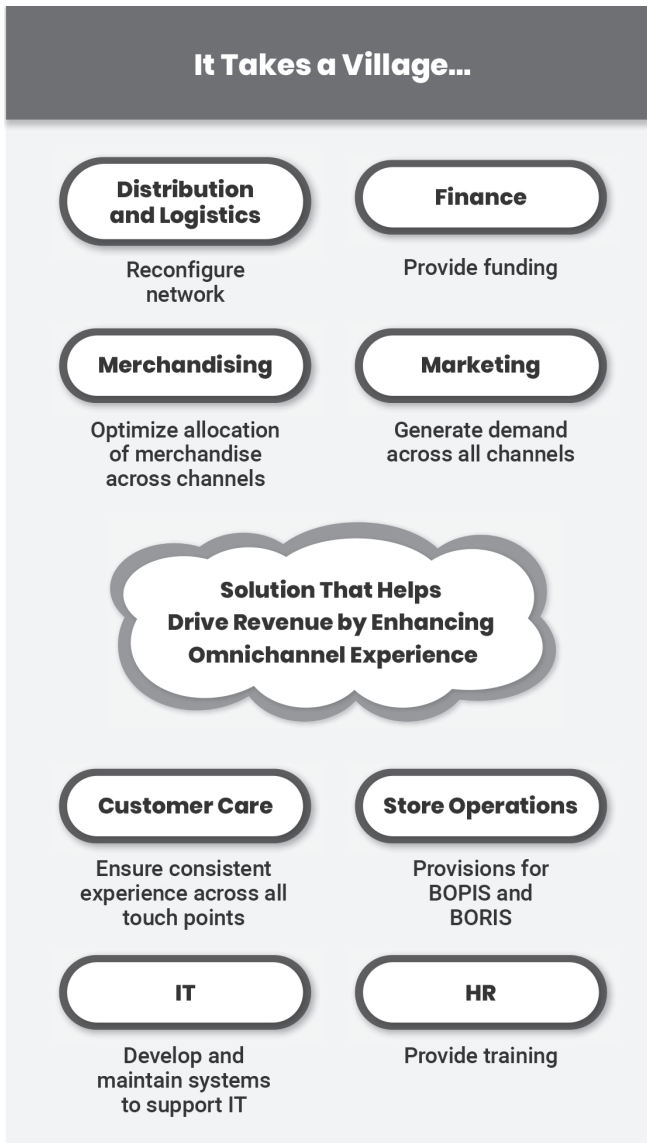 It Takes a Village...
Distribution
and Logistics
Reconfigure
network
Finance
Provide funding
Merchandising
Optimize allocation
of merchandise
across channels
Marketing
Generate demand
across all channels
Solution That Helps
Drive Revenue by Enhancing
Omnichannel Experience
Customer Care
Ensure consistent
experience across all
touch points
Store Operations
Provisions for
BOPIS and
BORIS
IT
Develop and
maintain systems
to support IT
HR
Provide training